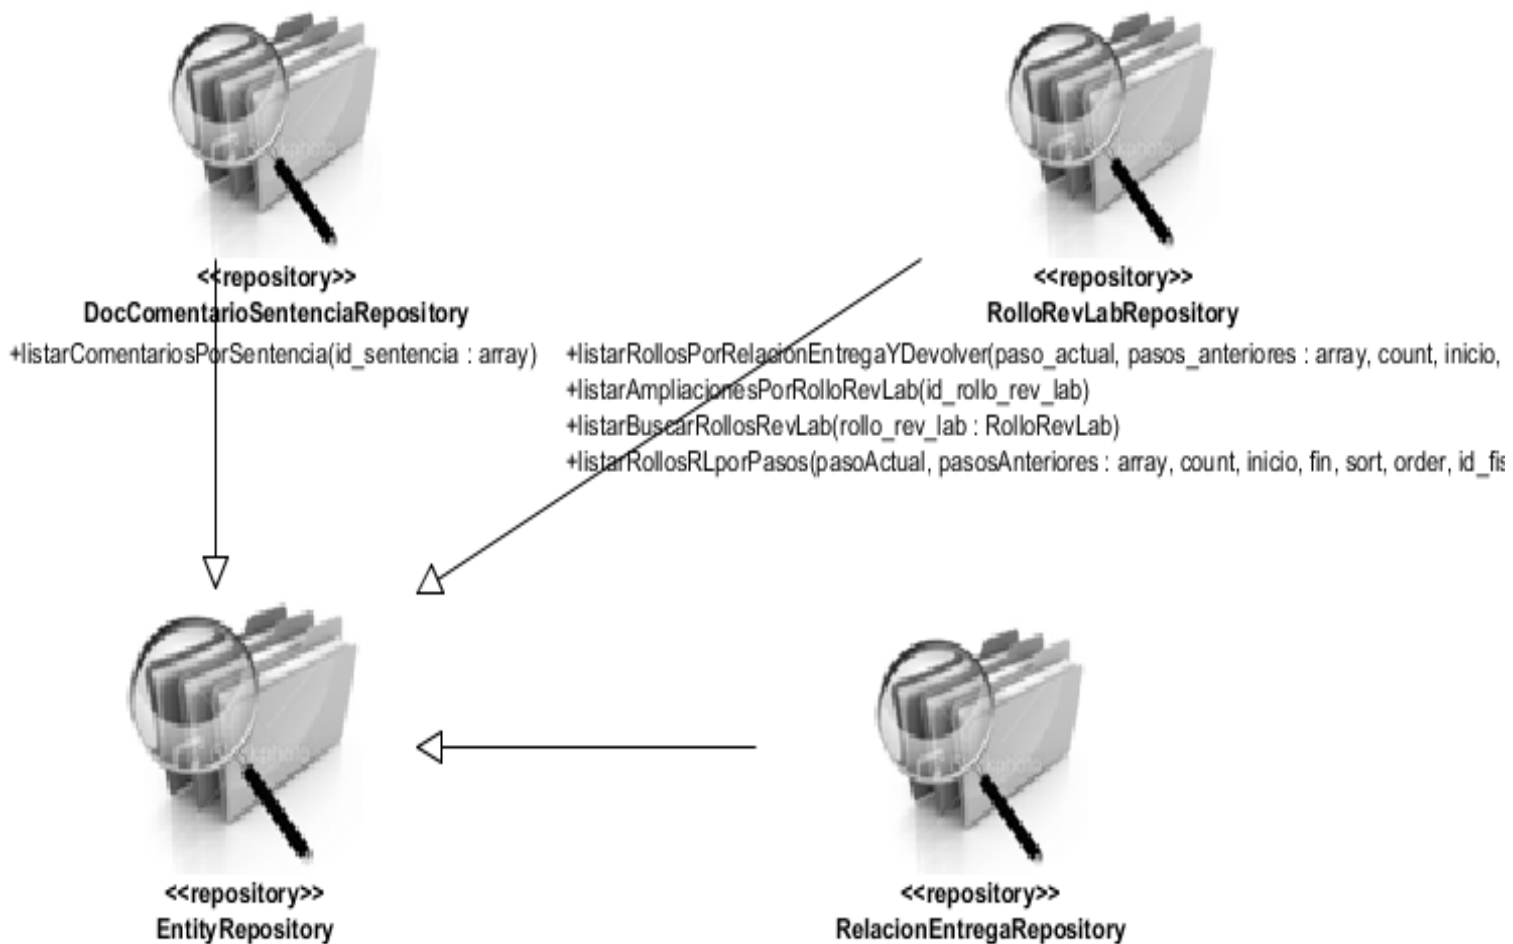 <<repository>>
DocComentarioSentenciaRepository
+listarComentariosPorSentencia(id_sentencia : array)
<<repository>>
RolloRevLabRepository
+listarRollosPorRelacionEntregaYDevolver(paso_actual, pasos_anteriores : array, count, inicio,
+listarAmpliacionesPorRolloRevLab(id_rollo_rev_lab)
+listarBuscarRollosRevLab(rollo_rev_lab : RolloRevLab)
+listarRollosRLporPasos(pasoActual, pasosAnteriores : array, count, inicio, fin, sort, order,
<<repository>>
EntityRepository
<<repository>>
RelacionEntregaRepository